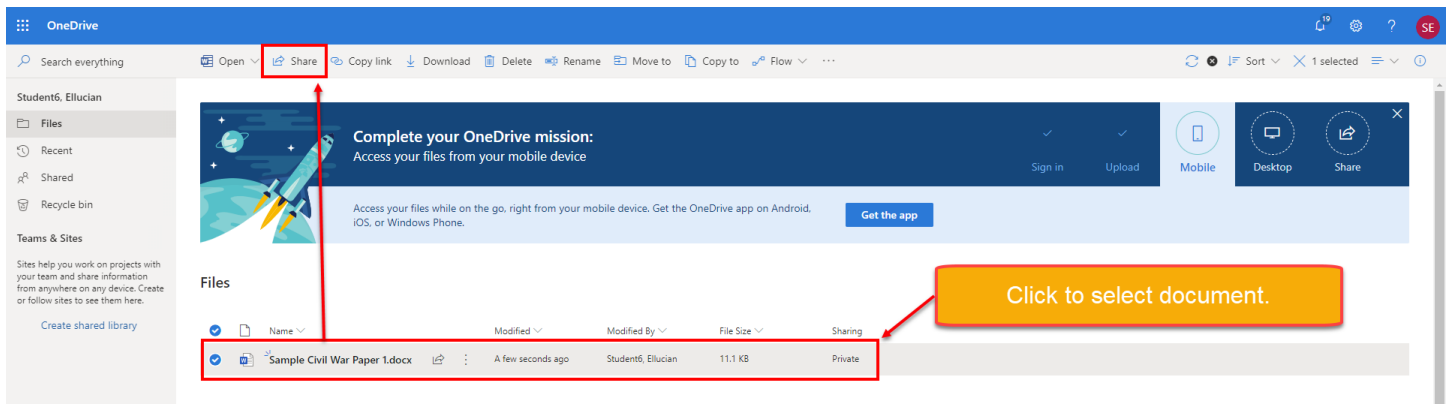 OneDrive
19
?
SE
Search everything
Open
Share
Copy link
Download
Delete
Rename
Move to
Copy to
Flow
...
Sort
1 selected
Student6, Ellucian
Files
Recent
Shared
Recycle bin
Teams & Sites
Sites help you work on projects with
your team and share information
from anywhere on any device. Create
or follow sites to see them here.
Create shared library
Complete your OneDrive mission:
Access your files from your mobile device
Sign in
Upload
Mobile
Desktop
Share
Access your files while on the go, right from your mobile device. Get the OneDrive app on Android,
iOS, or Windows Phone.
Get the app
Files
Click to select document.
Name
Modified
Modified By
File Size
Sharing
Sample Civil War Paper 1.docx
A few seconds ago
Student6, Ellucian
11.1 KB
Private